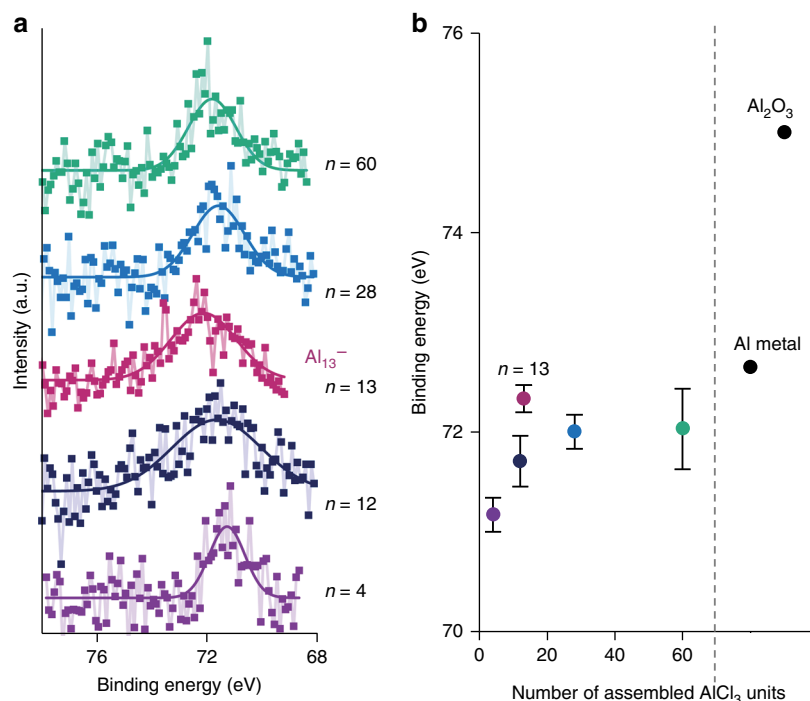 a
Intensity (a.u.)
n = 60
n = 28
Al₁₃⁻
n = 13
n = 12
n = 4
76
72
68
Binding energy (eV)
b
Binding energy (eV)
76
74
72
70
Al₂O₃
Al metal
n = 13
0
20
40
60
Number of assembled AlCl₃ units